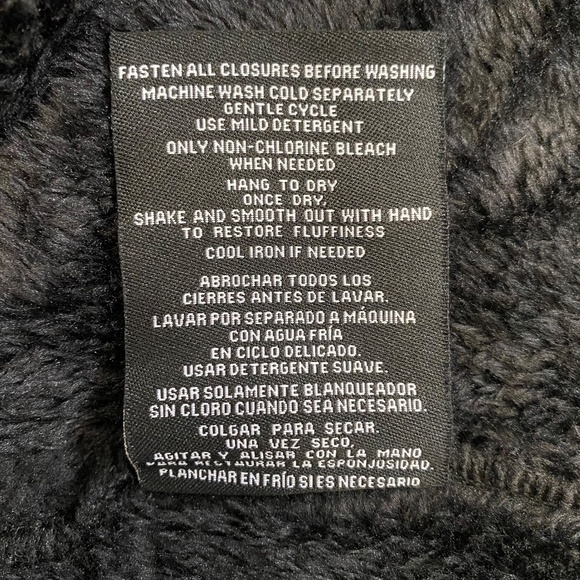 FASTEN ALL CLOSURES BEFORE WASHING
MACHINE WASH COLD SEPARATELY
GENTLE CYCLE
USE MILD DETERGENT
ONLY NON-CHLORINE BLEACH
WHEN NEEDED
HANG TO DRY
ONCE DRY,
SHAKE AND SMOOTH OUT WITH HAND
TO RESTORE FLUFFINESS
COOL IRON IF NEEDED
ABROCHAR TODOS LOS
CIERRES ANTES DE LAVAR.
LAVAR POR SEPARADO A MÁQUINA
CON AGUA FRÍA
EN CICLO DELICADO.
USAR DETERGENTE SUAVE.
USAR SOLAMENTE BLANQUEADOR
SIN CLORO CUANDO SEA NECESARIO.
COLGAR PARA SECAR.
UNA VEZ SECO,
AGITAR Y ALISAR CON LA MANO
PARA RESTAURAR LA ESPONJOSIDAD.
PLANCHAR EN FRÍO SI ES NECESARIO